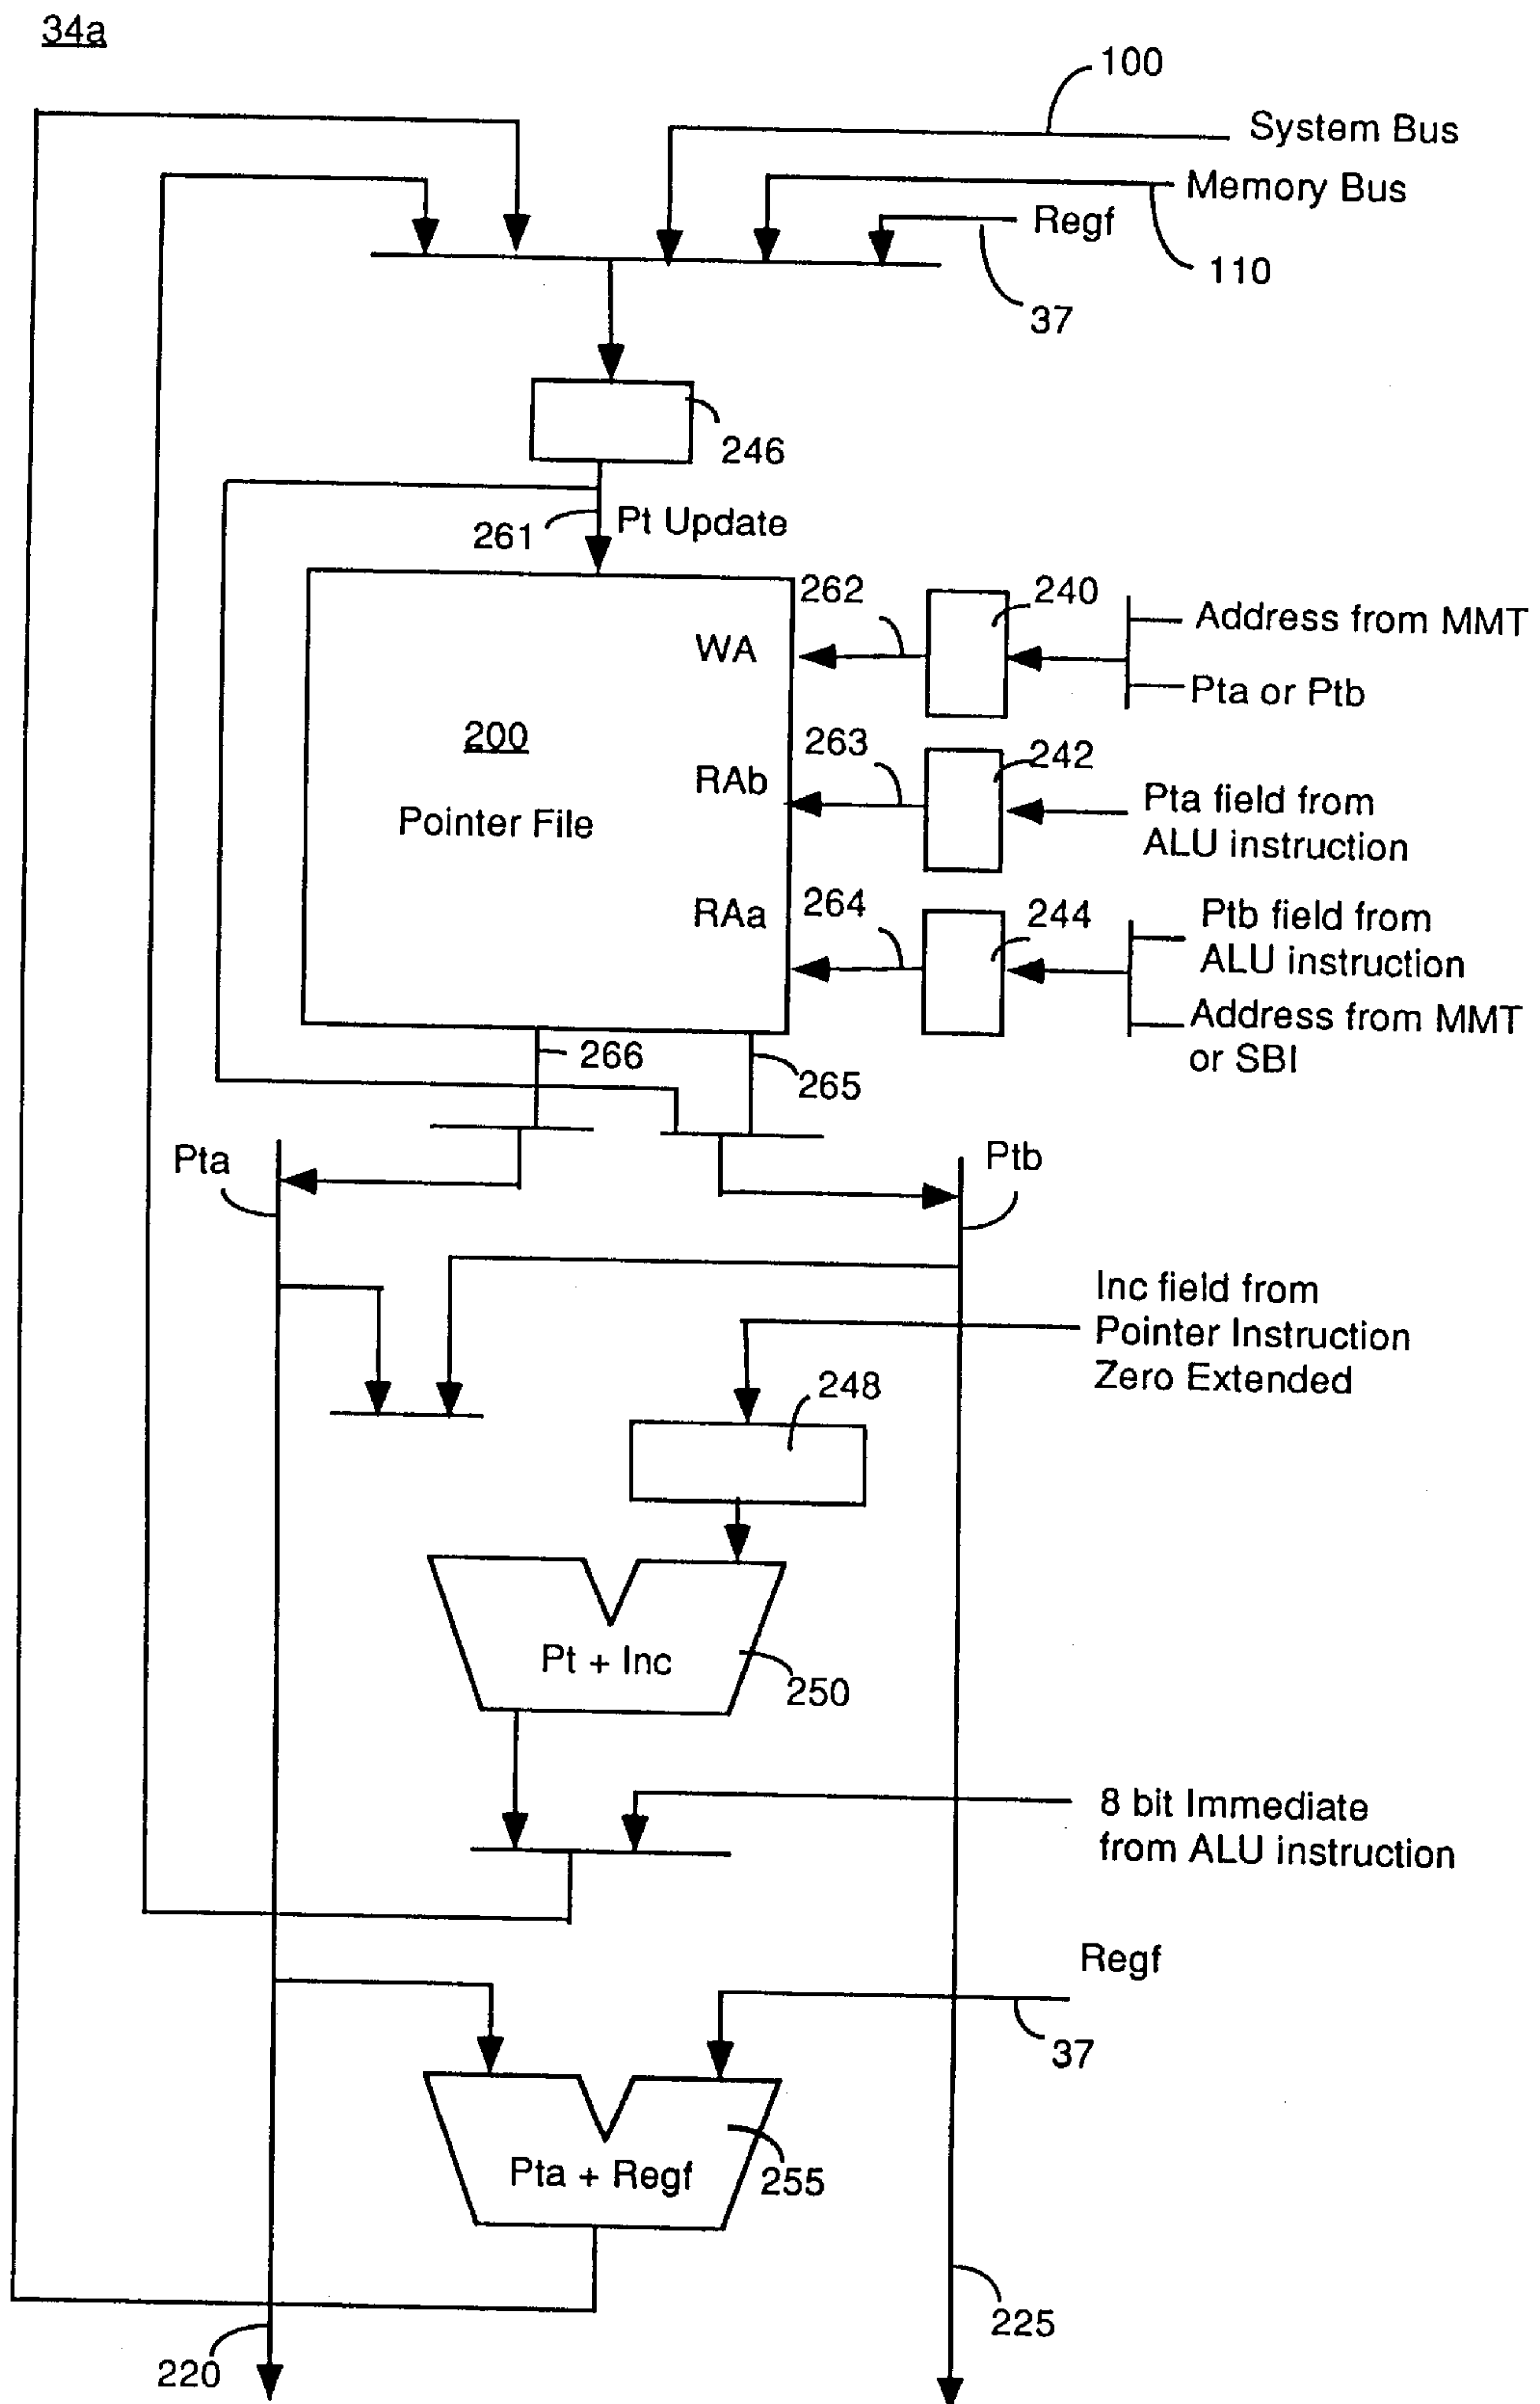 34a
100
System Bus
Memory Bus
Regf
110
37
246
261
Pt Update
262
240
Address from MMT
WA
Pta or Ptb
200
263
242
RAb
Pta field from
ALU instruction
Pointer File
264
244
RAa
Ptb field from
ALU instruction
Address from MMT
or SBI
266
265
Pta
Ptb
Inc field from
Pointer Instruction
Zero Extended
248
Pt + Inc
250
8 bit Immediate
from ALU instruction
Regf
37
Pta + Regf
255
225
220